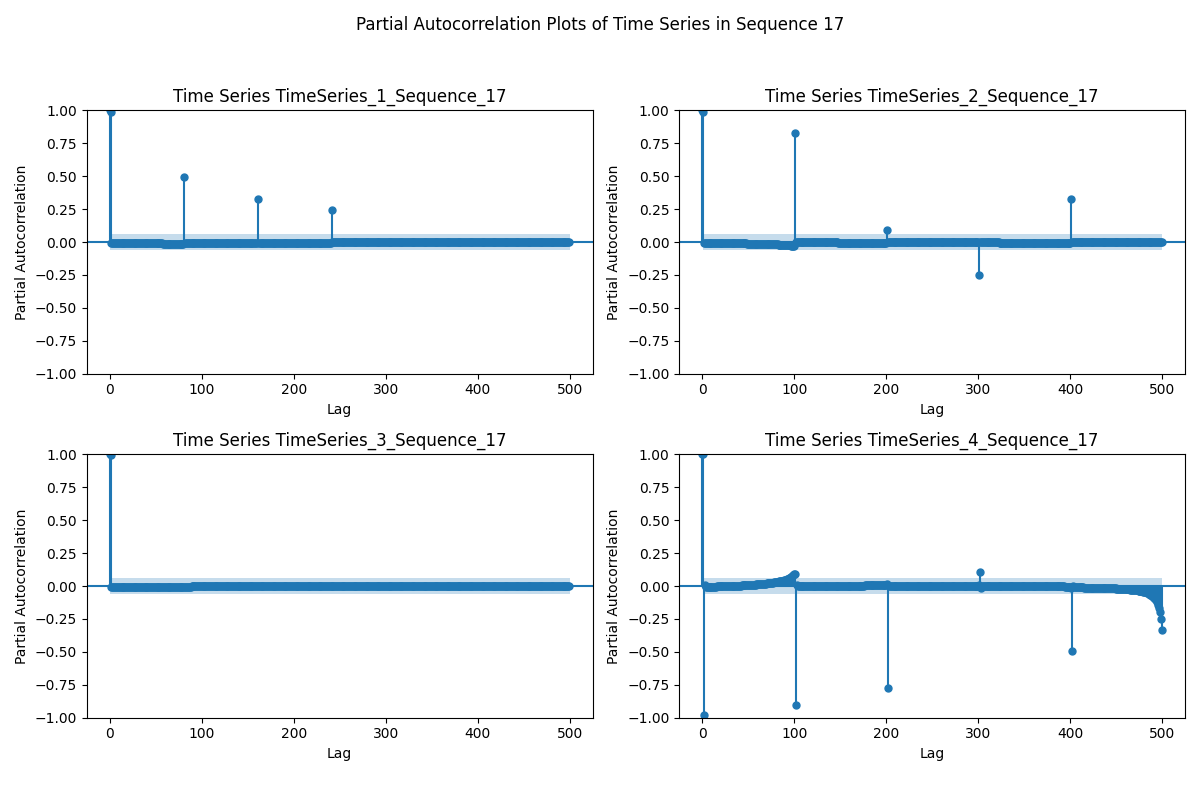 Partial Autocorrelation Plots of Time Series in Sequence 17
Time Series TimeSeries_1_Sequence_17
1.00
0.75
0.50
0.25
0.00
−0.25
−0.50
−0.75
−1.00
Partial Autocorrelation
0 100 200 300 400 500
Lag
Time Series TimeSeries_2_Sequence_17
1.00
0.75
0.50
0.25
0.00
−0.25
−0.50
−0.75
−1.00
Partial Autocorrelation
0 100 200 300 400 500
Lag
Time Series TimeSeries_3_Sequence_17
1.00
0.75
0.50
0.25
0.00
−0.25
−0.50
−0.75
−1.00
Partial Autocorrelation
0 100 200 300 400 500
Lag
Time Series TimeSeries_4_Sequence_17
1.00
0.75
0.50
0.25
0.00
−0.25
−0.50
−0.75
−1.00
Partial Autocorrelation
0 100 200 300 400 500
Lag